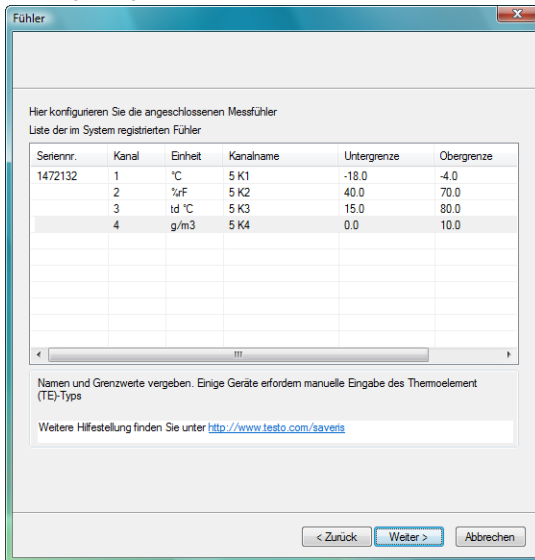 Fühler
Hier konfigurieren Sie die angeschlossenen Messfühler
Liste der im System registrierten Fühler
Seriennr. Kanal Einheit Kanalname Untergrenze Obergrenze
1472132 1 °C 5 K1 -18.0 -4.0
2 %rF 5 K2 40.0 70.0
3 td °C 5 K3 15.0 80.0
4 g/m3 5 K4 0.0 10.0
Namen und Grenzwerte vergeben. Einige Geräte erfordern manuelle Eingabe des Thermoelement
(TE)-Typs
Weitere Hilfestellung finden Sie unter http://www.testo.com/saveris
< Zurück Weiter > Abbrechen